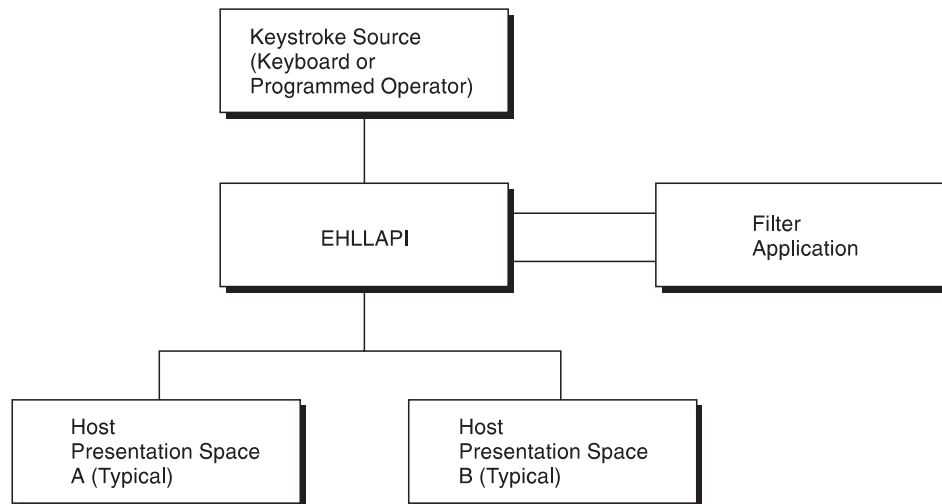 Keystroke Source
(Keyboard or
Programmed Operator)
EHLLAPI
Filter
Application
Host
Presentation Space
A (Typical)
Host
Presentation Space
B (Typical)